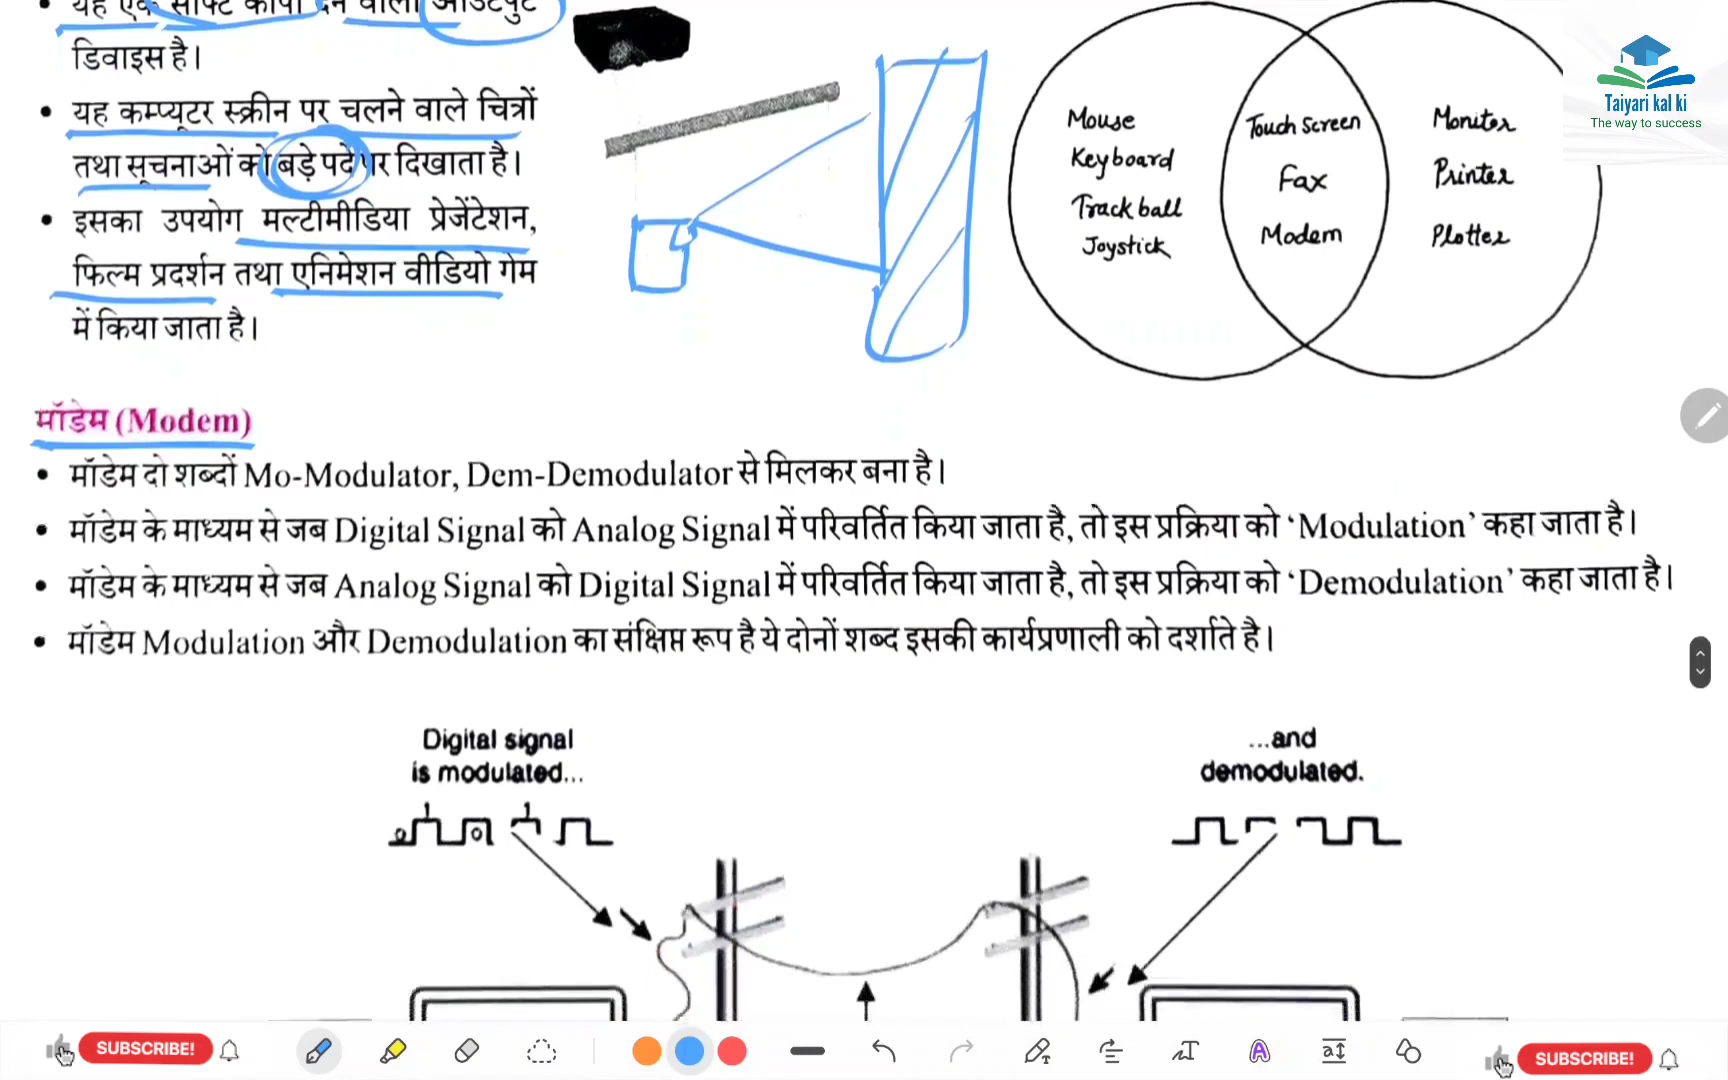 यह एक सॉफ्ट कॉपी देने वाली आउटपुट
डिवाइस है।
• यह कम्प्यूटर स्क्रीन पर चलने वाले चित्रों
तथा सूचनाओं को बड़े पर्दे पर दिखाता है।
• इसका उपयोग मल्टीमीडिया प्रेजेंटेशन,
फिल्म प्रदर्शन तथा एनिमेशन वीडियो गेम
में किया जाता है।
Mouse
Keyboard
Trackball
Joystick
Touch Screen
Fax
Modem
Monitor
Printer
Plotter
Taiyari kal ki
The way to success
मॉडेम (Modem)
• मॉडेम दो शब्दों Mo-Modulator, Dem-Demodulator से मिलकर बना है।
• मॉडेम के माध्यम से जब Digital Signal को Analog Signal में परिवर्तित किया जाता है, तो इस प्रक्रिया को ‘Modulation’ कहा जाता है।
• मॉडेम के माध्यम से जब Analog Signal को Digital Signal में परिवर्तित किया जाता है, तो इस प्रक्रिया को ‘Demodulation’ कहा जाता है।
• मॉडेम Modulation और Demodulation का संक्षिप्त रूप है ये दोनों शब्द इसकी कार्यप्रणाली को दर्शाते है।
Digital signal
is modulated...
...and
demodulated.
SUBSCRIBE!
SUBSCRIBE!